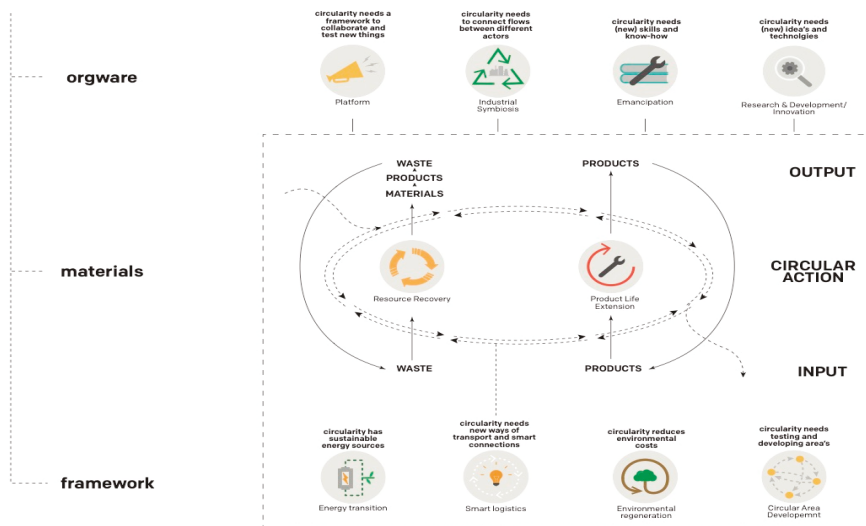 circularity needs a
framework to
collaborate and
test new things
circularity needs
to connect flows
between different
actors
circularity needs
(new) skills and
know-how
circularity needs
(new) idea's and
technolgies
orgware
Platform
Industrial
Symbiosis
Emancipation
Research & Development/
Innovation
WASTE
PRODUCTS
MATERIALS
PRODUCTS
OUTPUT
materials
Resource Recovery
Product Life
Extension
CIRCULAR
ACTION
WASTE
PRODUCTS
INPUT
circularity has
sustainable
energy sources
circularity needs
new ways of
transport and smart
connections
circularity reduces
environmental
costs
circularity needs
testing and
developing area's
framework
Energy transition
Smart logistics
Environmental
regeneration
Circular Area
Developemnt